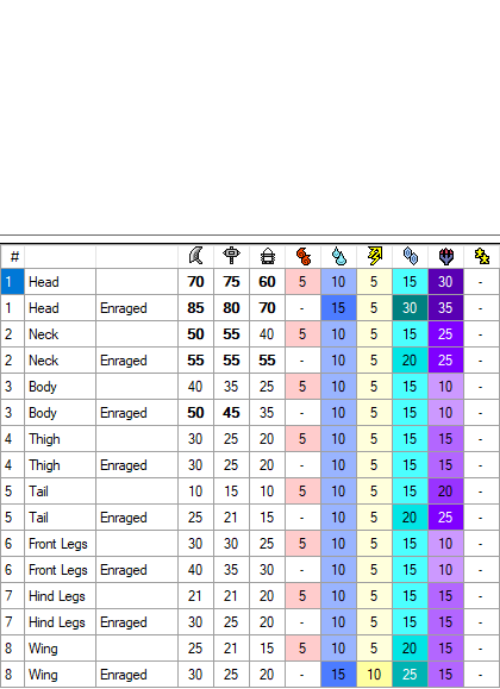 #
1 Head 70 75 60 5 10 5 15 30 -
1 Head Enraged 85 80 70 - 15 5 30 35 -
2 Neck 50 55 40 5 10 5 15 25 -
2 Neck Enraged 55 55 55 - 10 5 20 25 -
3 Body 40 35 25 5 10 5 15 10 -
3 Body Enraged 50 45 35 - 10 5 15 10 -
4 Thigh 30 25 20 5 10 5 15 15 -
4 Thigh Enraged 30 25 20 - 10 5 15 15 -
5 Tail 10 15 10 5 10 5 15 20 -
5 Tail Enraged 25 21 15 - 10 5 20 25 -
6 Front Legs 30 30 25 5 10 5 15 10 -
6 Front Legs Enraged 40 35 30 - 10 5 15 10 -
7 Hind Legs 21 21 20 5 10 5 15 15 -
7 Hind Legs Enraged 30 25 20 - 10 5 15 15 -
8 Wing 25 21 15 5 10 5 20 15 -
8 Wing Enraged 30 25 20 - 15 10 25 15 -